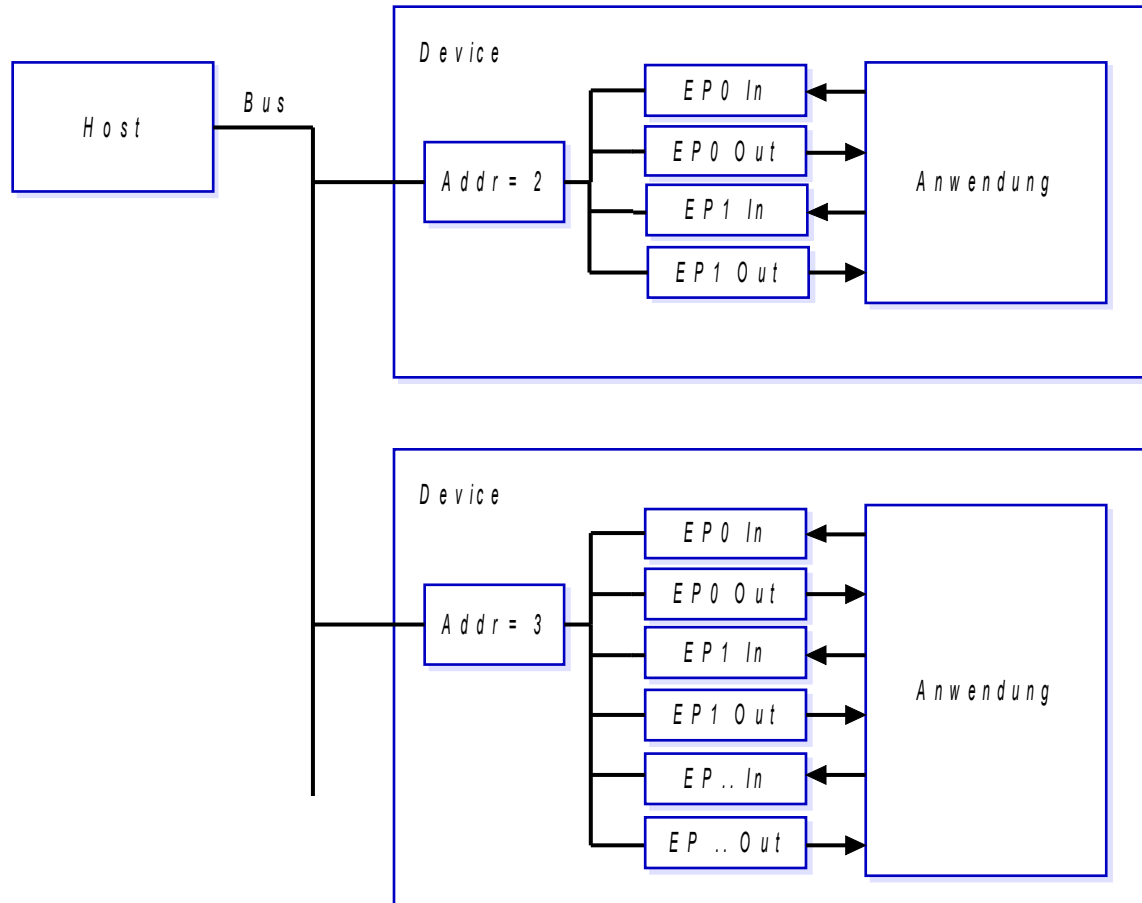 Device
Host
Bus
EP0 In
EP0 Out
Addr= 2
EP1 In
EP1 Out
Anwendung
Device
EP0 In
EP0 Out
Addr= 3
EP1 In
EP1 Out
EP.. In
EP .. Out
Anwendung